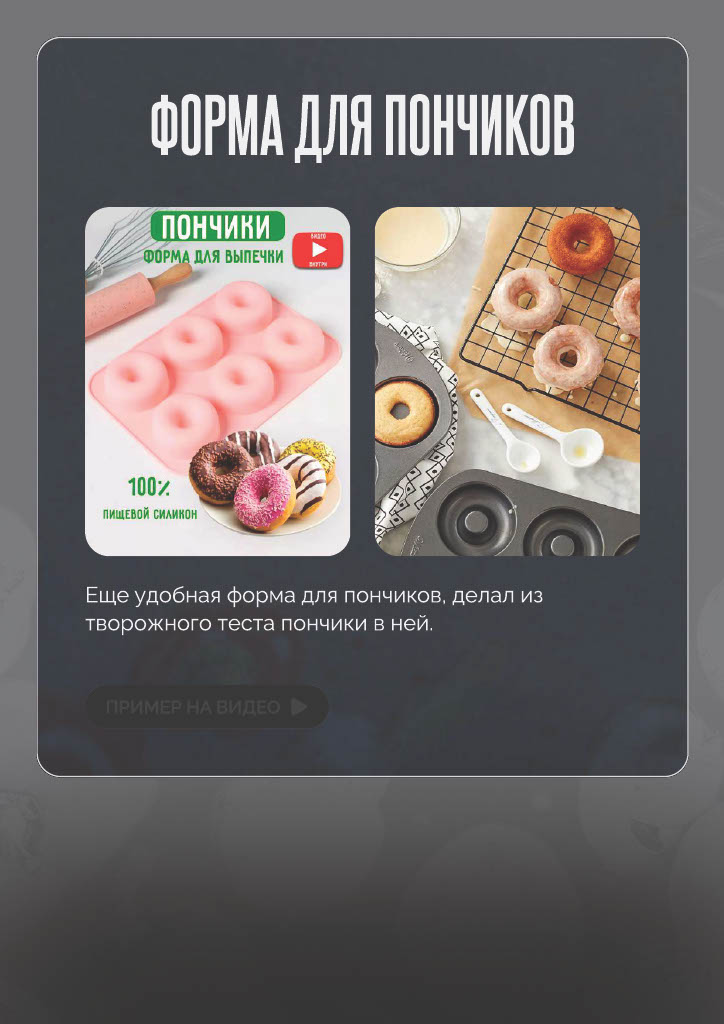 ФОРМА ДЛЯ ПОНЧИКОВ
ПОНЧИКИ
ФОРМА ДЛЯ ВЫПЕЧКИ
ВИДЕО
ВНУТРИ
100%
ПИЩЕВОЙ СИЛИКОН
Еще удобная форма для пончиков, делал из
творожного теста пончики в ней.
ПРИМЕР НА ВИДЕО